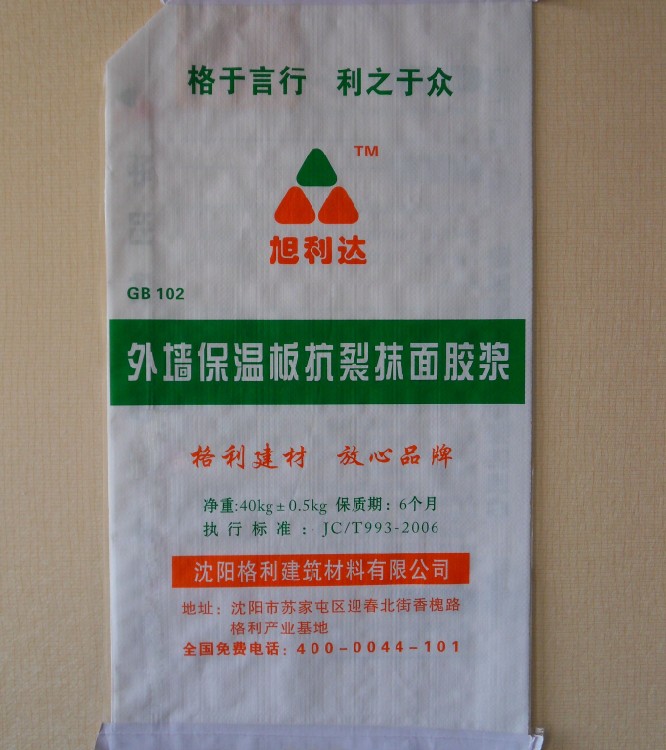 格于言行 利之于众
TM
旭利达
GB 102
外墙保温板抗裂抹面胶浆
格利建材 放心品牌
净重:40kg±0.5kg 保质期：6个月
执行标准：JC/T993-2006
沈阳格利建筑材料有限公司
地址：沈阳市苏家屯区迎春北街香槐路
格利产业基地
全国免费电话：400-0044-101